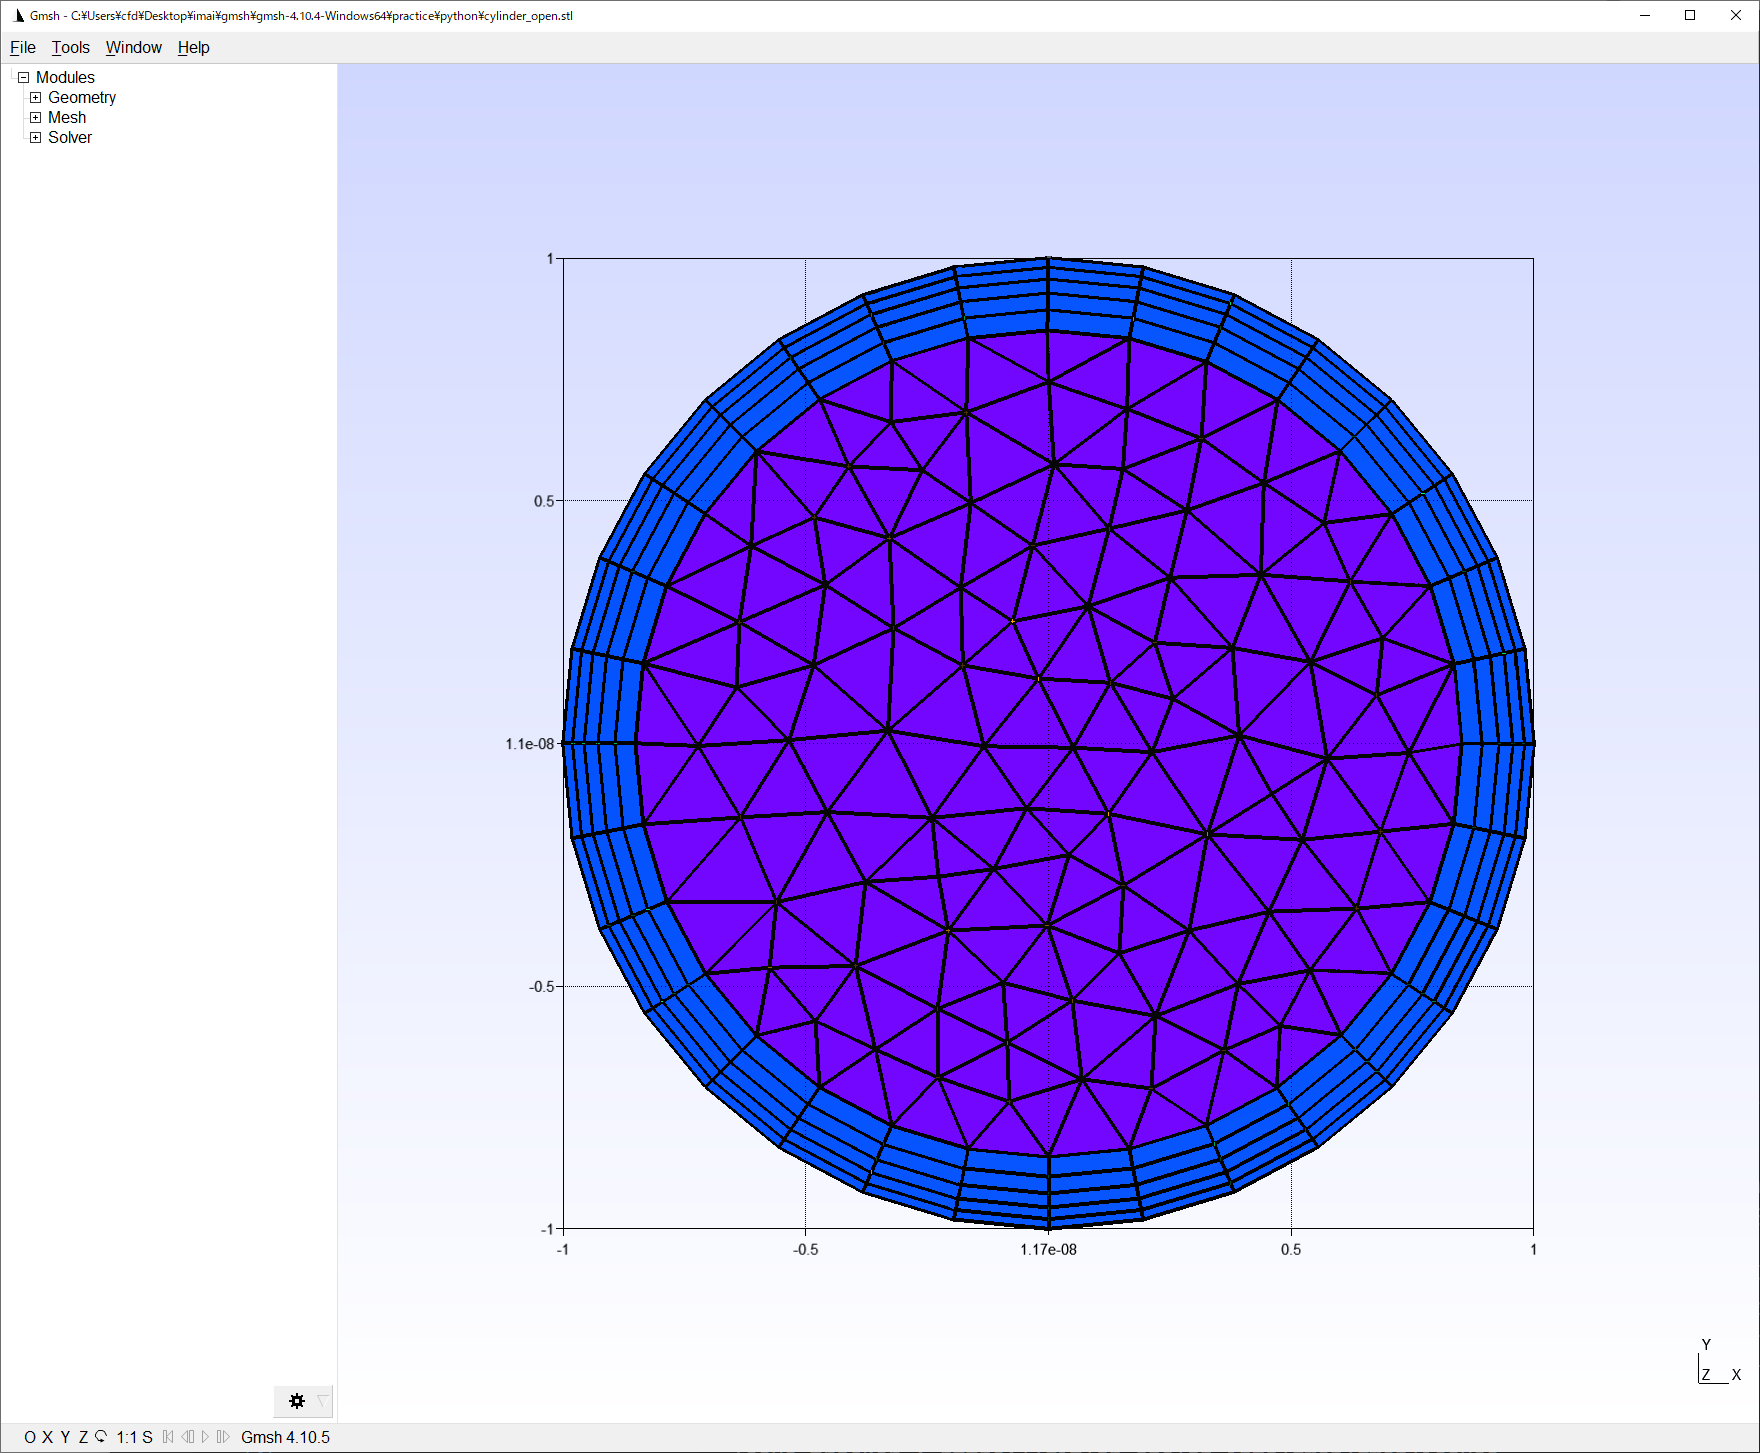 Gmsh - C:¥Users¥cfd¥Desktop¥imai¥gmsh¥gmsh-4.10.4-Windows64¥practice¥python¥cylinder_open.stl
File Tools Window Help
Modules
Geometry
Mesh
Solver
1
0.5
1.1e-08
-0.5
-1
-1 -0.5 1.17e-08 0.5 1
Y
Z X
O X Y Z 1:1 S Gmsh 4.10.5